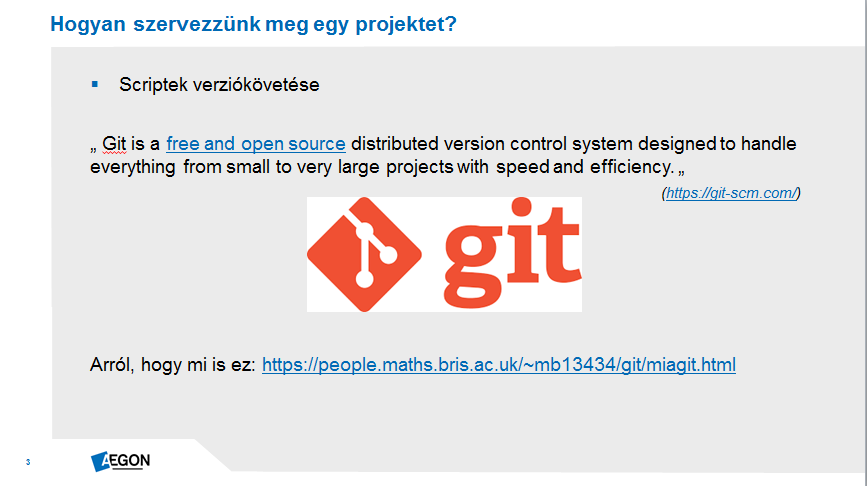 Hogyan szervezzünk meg egy projektet?
▪ Scriptek verziókövetése
„ Git is a free and open source distributed version control system designed to handle
everything from small to very large projects with speed and efficiency. „
(https://git-scm.com/)
git
Arról, hogy mi is ez: https://people.maths.bris.ac.uk/~mb13434/git/miagit.html
3
AEGON